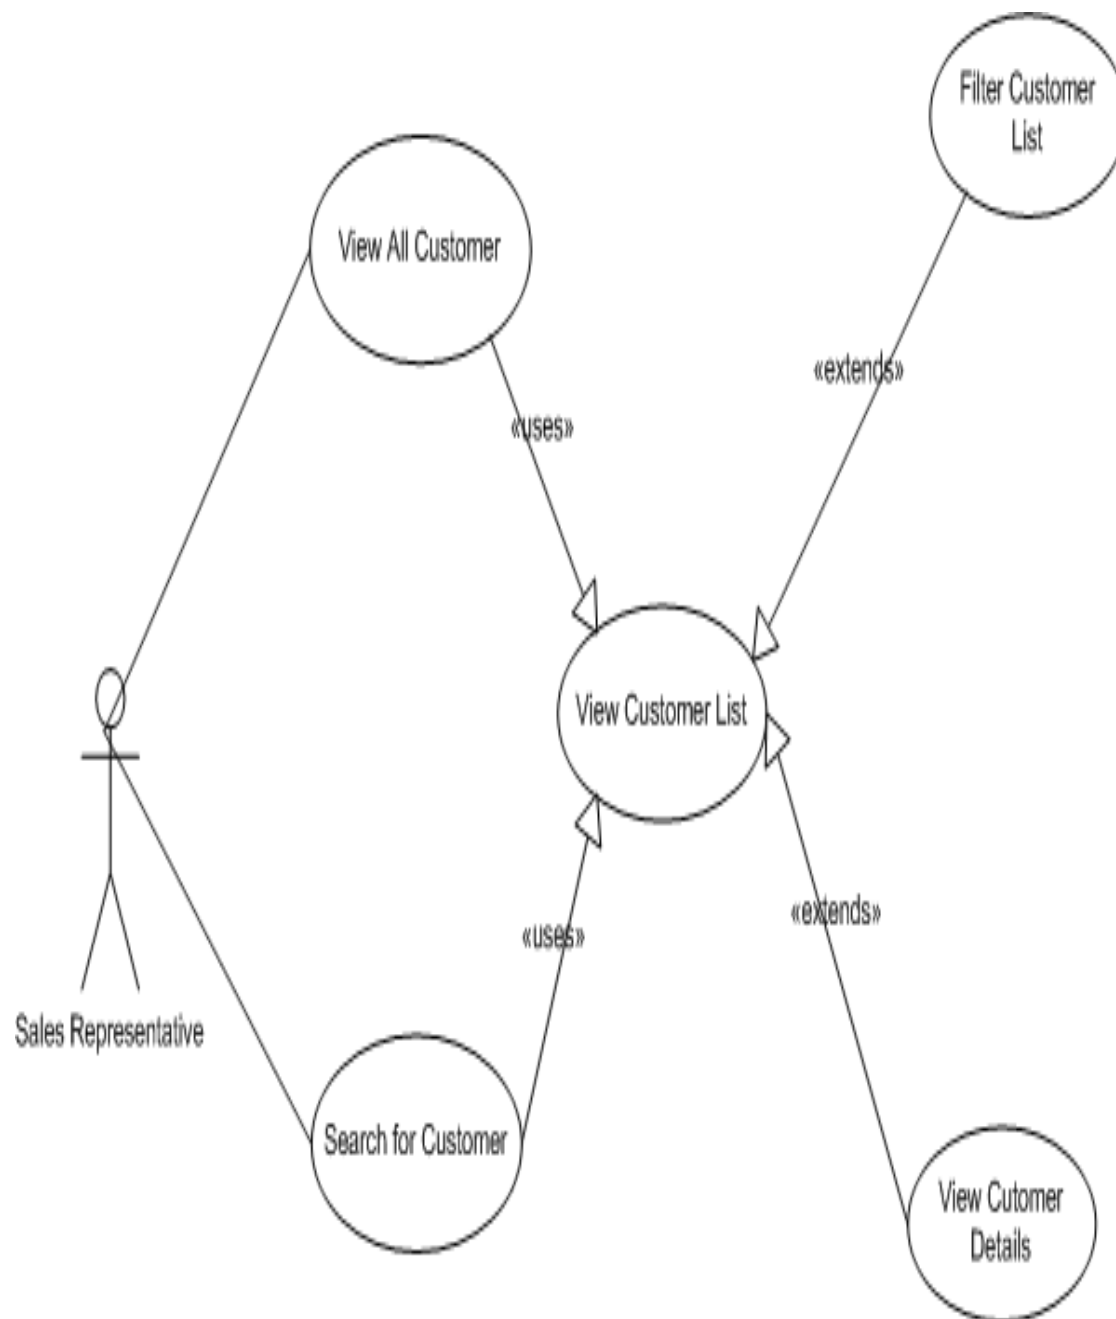 Filter Customer
List
View All Customer
«extends»
«uses»
View Customer List
«extends»
«uses»
Sales Representative
Search for Customer
View Cutomer
Details